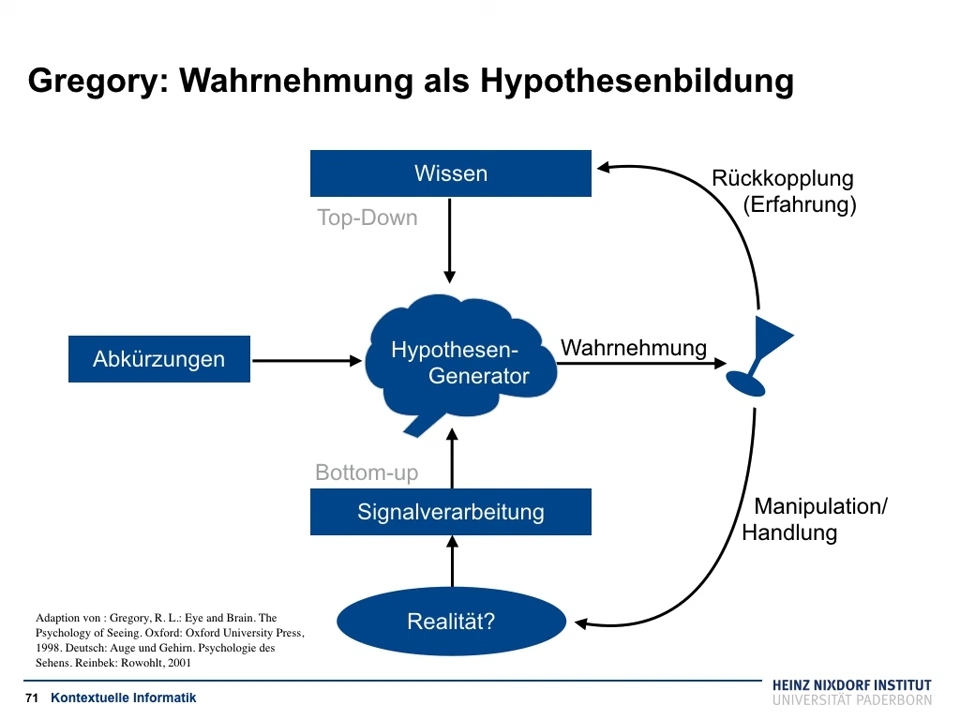 Gregory: Wahrnehmung als Hypothesenbildung
Wissen
Rückkopplung
(Erfahrung)
Top-Down
Abkürzungen
Hypothesen-
Generator
Wahrnehmung
Bottom-up
Signalverarbeitung
Manipulation/
Handlung
Realität?
Adaption von : Gregory, R. L.: Eye and Brain. The
Psychology of Seeing. Oxford: Oxford University Press,
1998. Deutsch: Auge und Gehirn. Psychologie des
Sehens. Reinbek: Rowohlt, 2001
71 Kontextuelle Informatik
HEINZ NIXDORF INSTITUT
UNIVERSITÄT PADERBORN